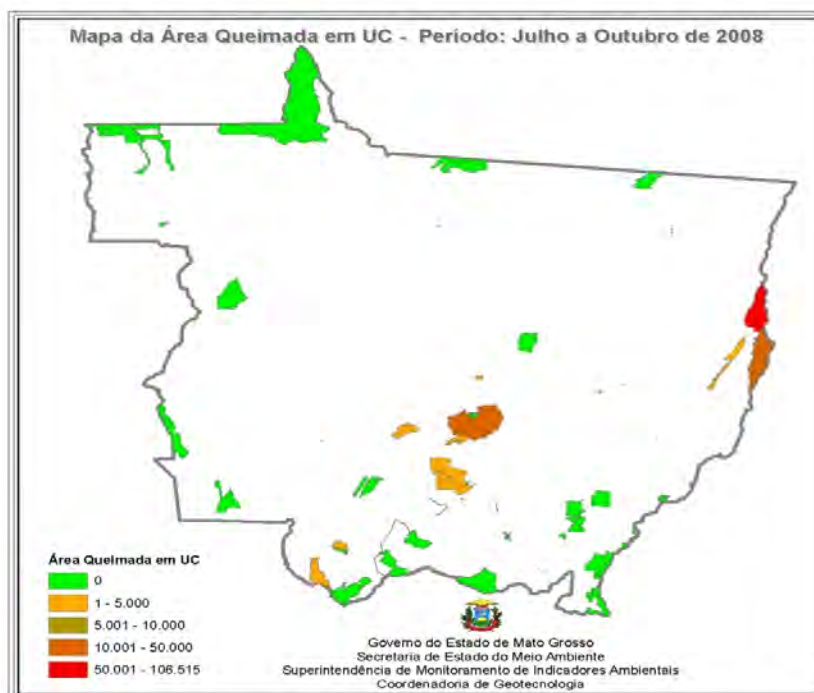 Mapa da Área Queimada em UC - Período: Julho a Outubro de 2008
Área Queimada em UC
0
1 - 5.000
5.001 - 10.000
10.001 - 50.000
50.001 - 106.515
Governo do Estado de Mato Grosso
Secretaria de Estado do Meio Ambiente
Superintendência de Monitoramento de Indicadores Ambientais
Coordenadoria de Geotecnologia